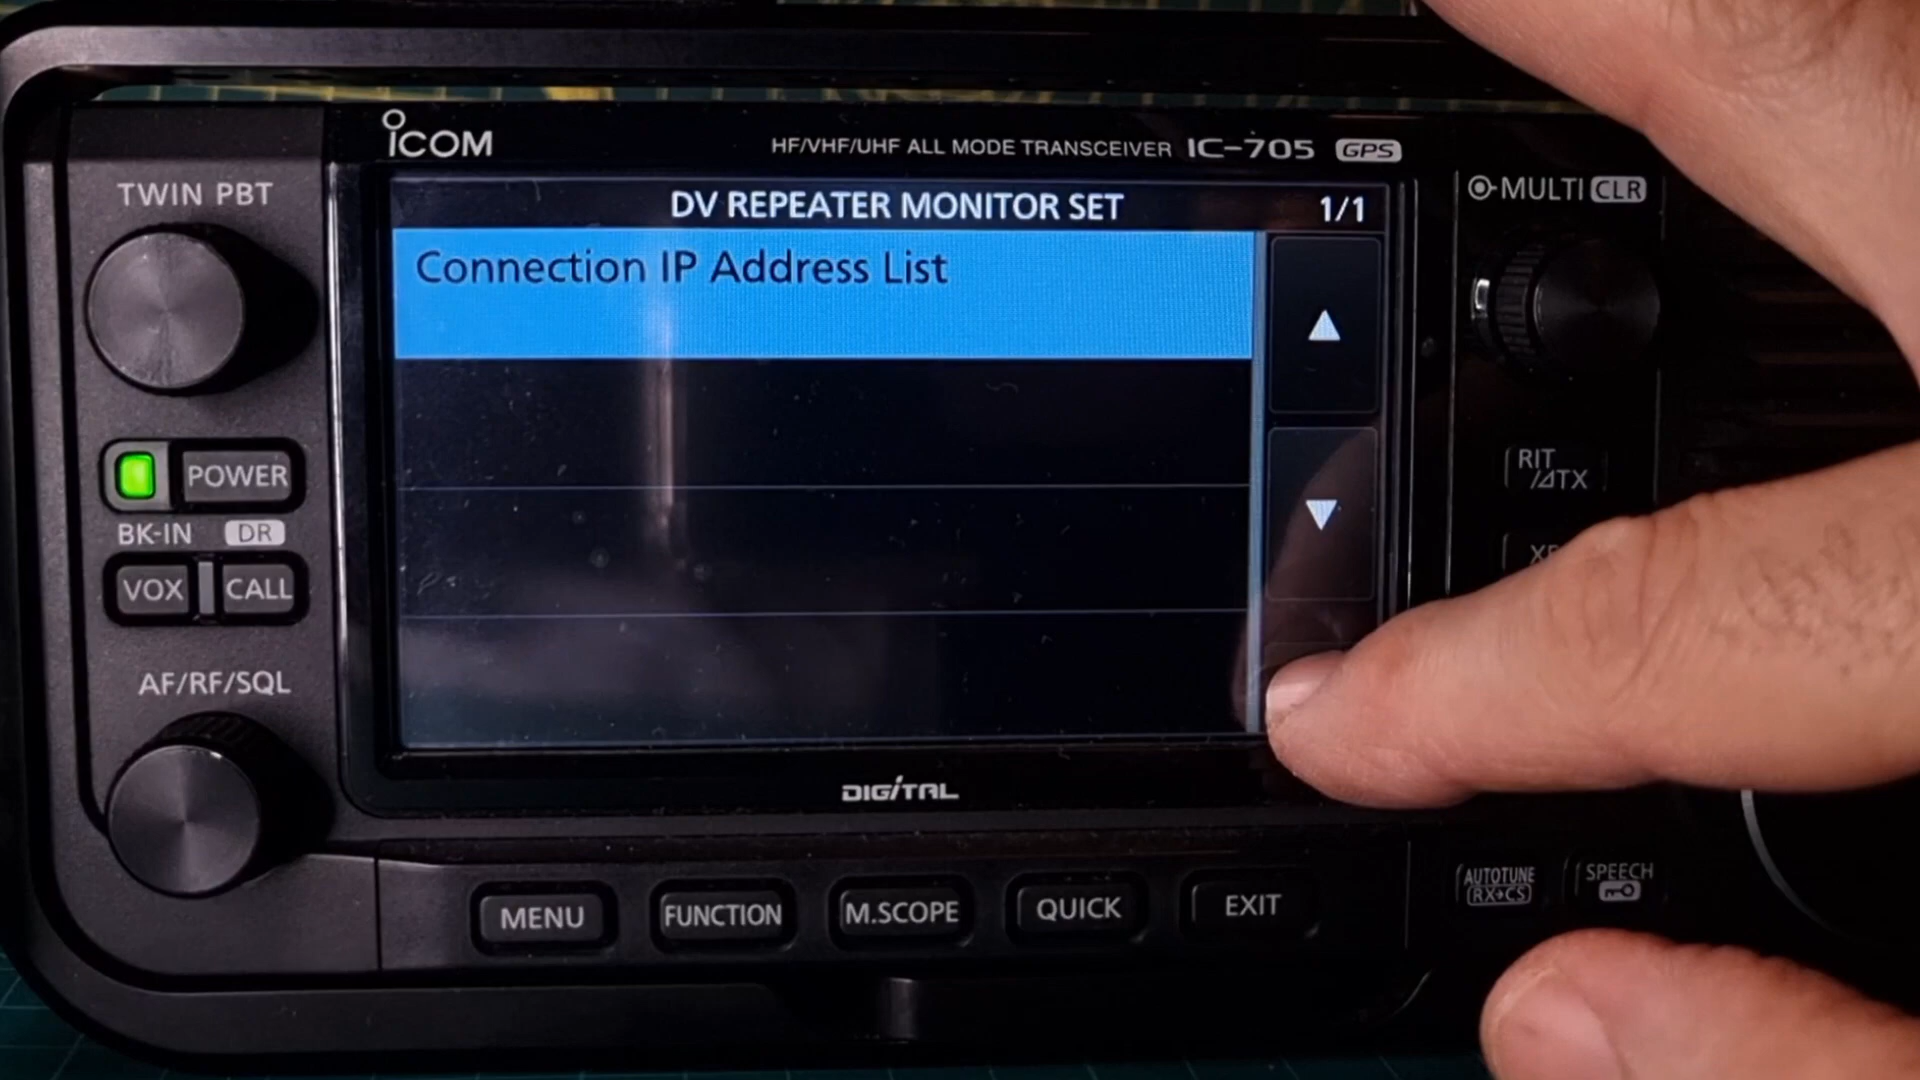 ICOM
HF/VHF/UHF ALL MODE TRANSCEIVER IC-705 GPS
TWIN PBT
DV REPEATER MONITOR SET 1/1
MULTI CLR
Connection IP Address List
RIT
/⊿TX
POWER
BK-IN DR
VOX CALL
AF/RF/SQL
DIGITAL
AUTOTUNE
RX→CS
SPEECH
MENU FUNCTION M.SCOPE QUICK EXIT